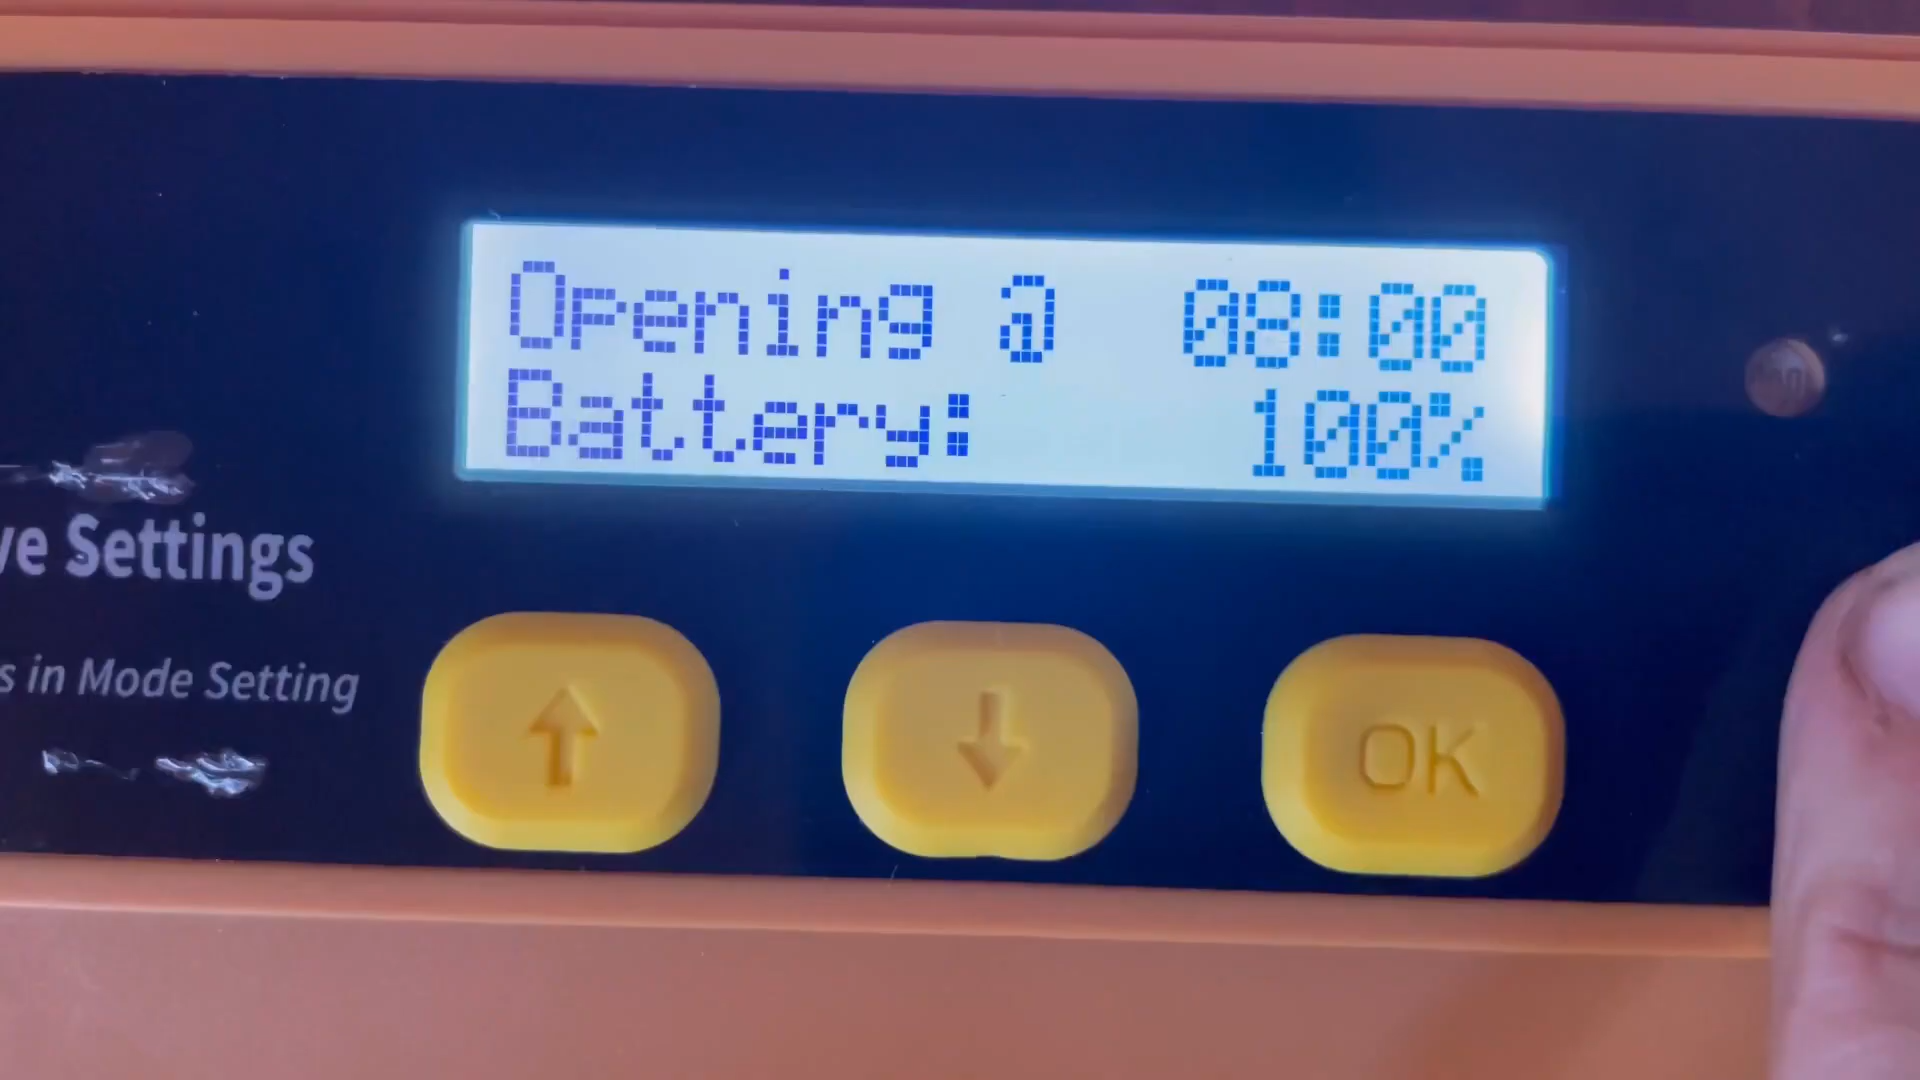 Opening @ 08:00
Battery: 100%
ve Settings
s in Mode Setting
OK